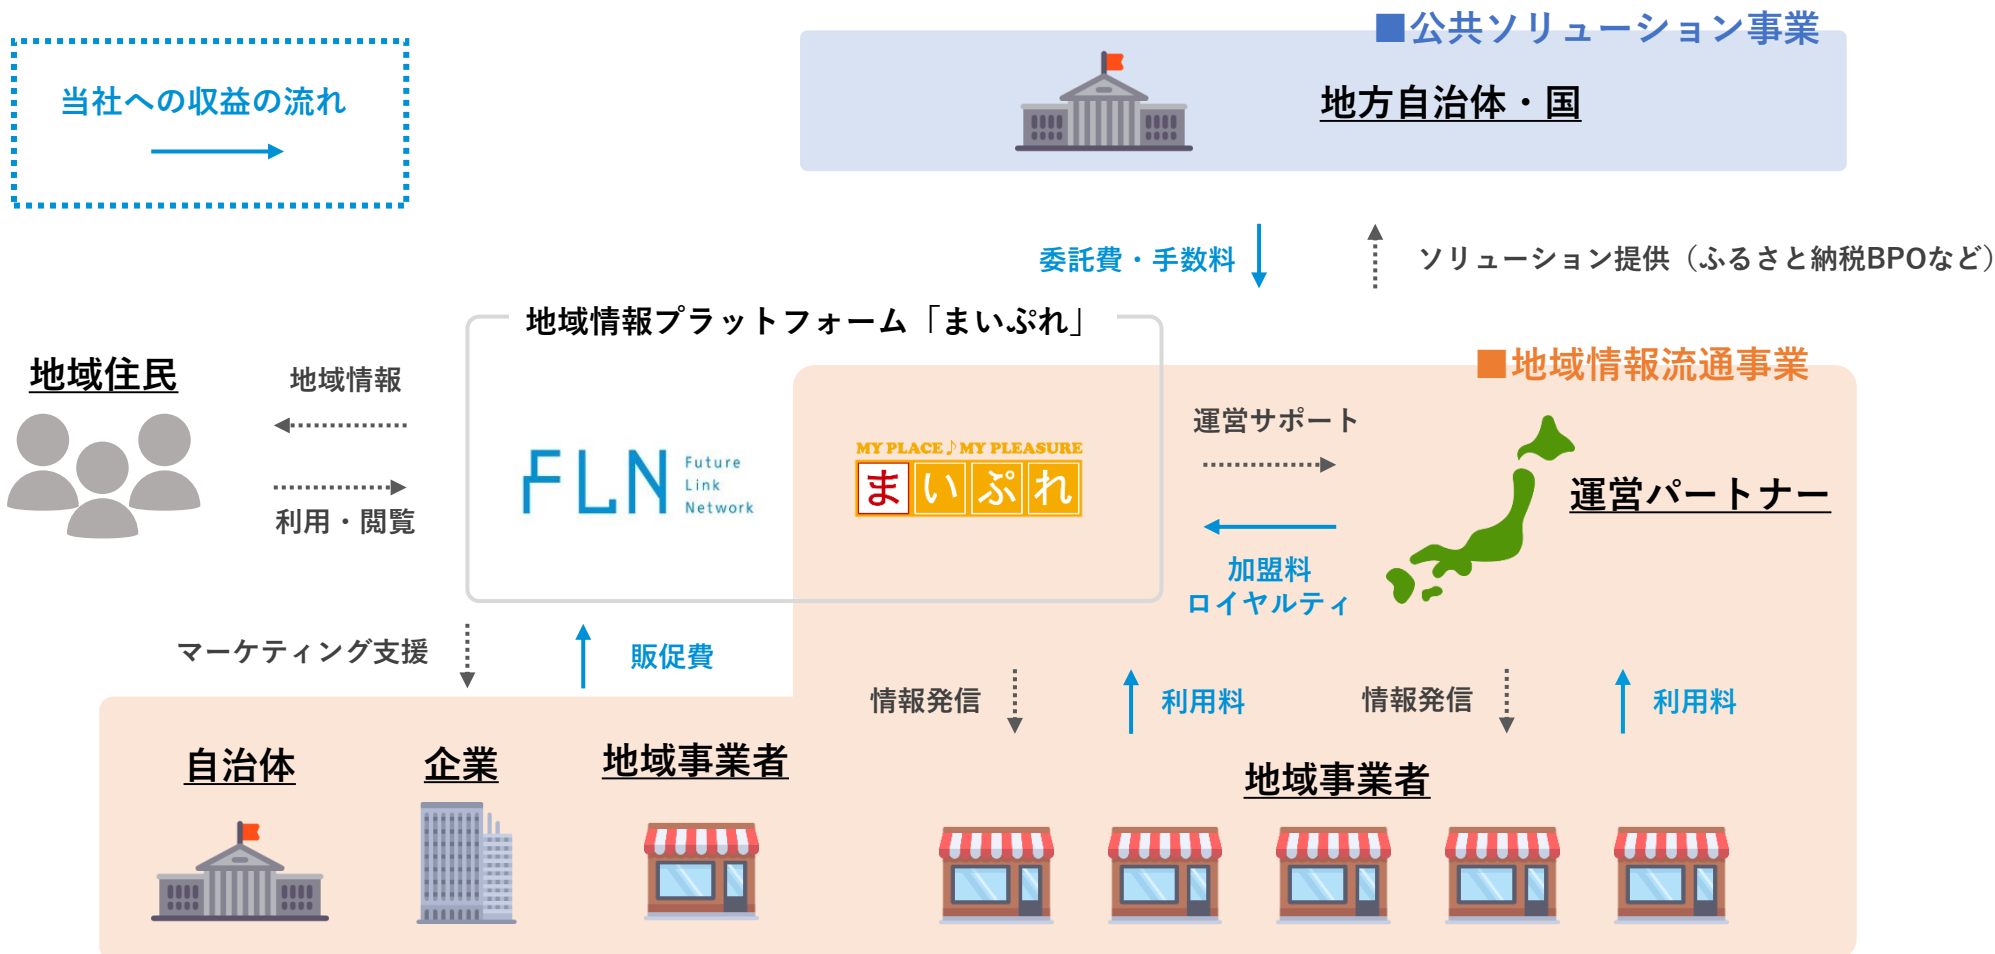 ■公共ソリューション事業
当社への収益の流れ
地方自治体・国
委託費・手数料
ソリューション提供（ふるさと納税BPOなど）
地域情報プラットフォーム「まいぷれ」
■地域情報流通事業
地域住民
地域情報
利用・閲覧
FLN
Future
Link
Network
MY PLACE♪MY PLEASURE
まいぷれ
運営サポート
運営パートナー
加盟料
ロイヤルティ
マーケティング支援
販促費
情報発信
利用料
情報発信
利用料
自治体
企業
地域事業者
地域事業者